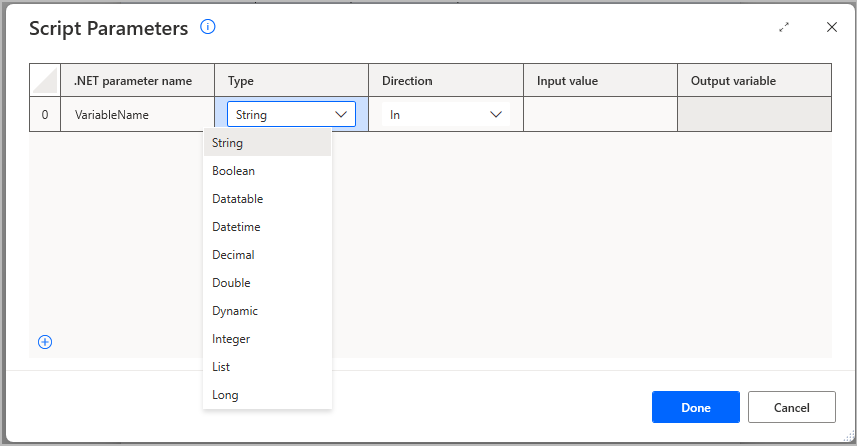 Script Parameters
.NET parameter name Type Direction Input value Output variable
0 VariableName String In
String
Boolean
Datatable
Datetime
Decimal
Double
Dynamic
Integer
List
Long
Done Cancel